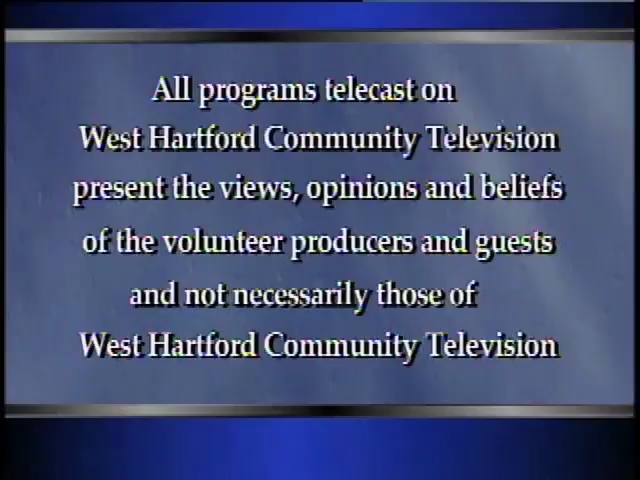 All programs telecast on
West Hartford Community Television
present the views, opinions and beliefs
of the volunteer producers and guests
and not necessarily those of
West Hartford Community Television